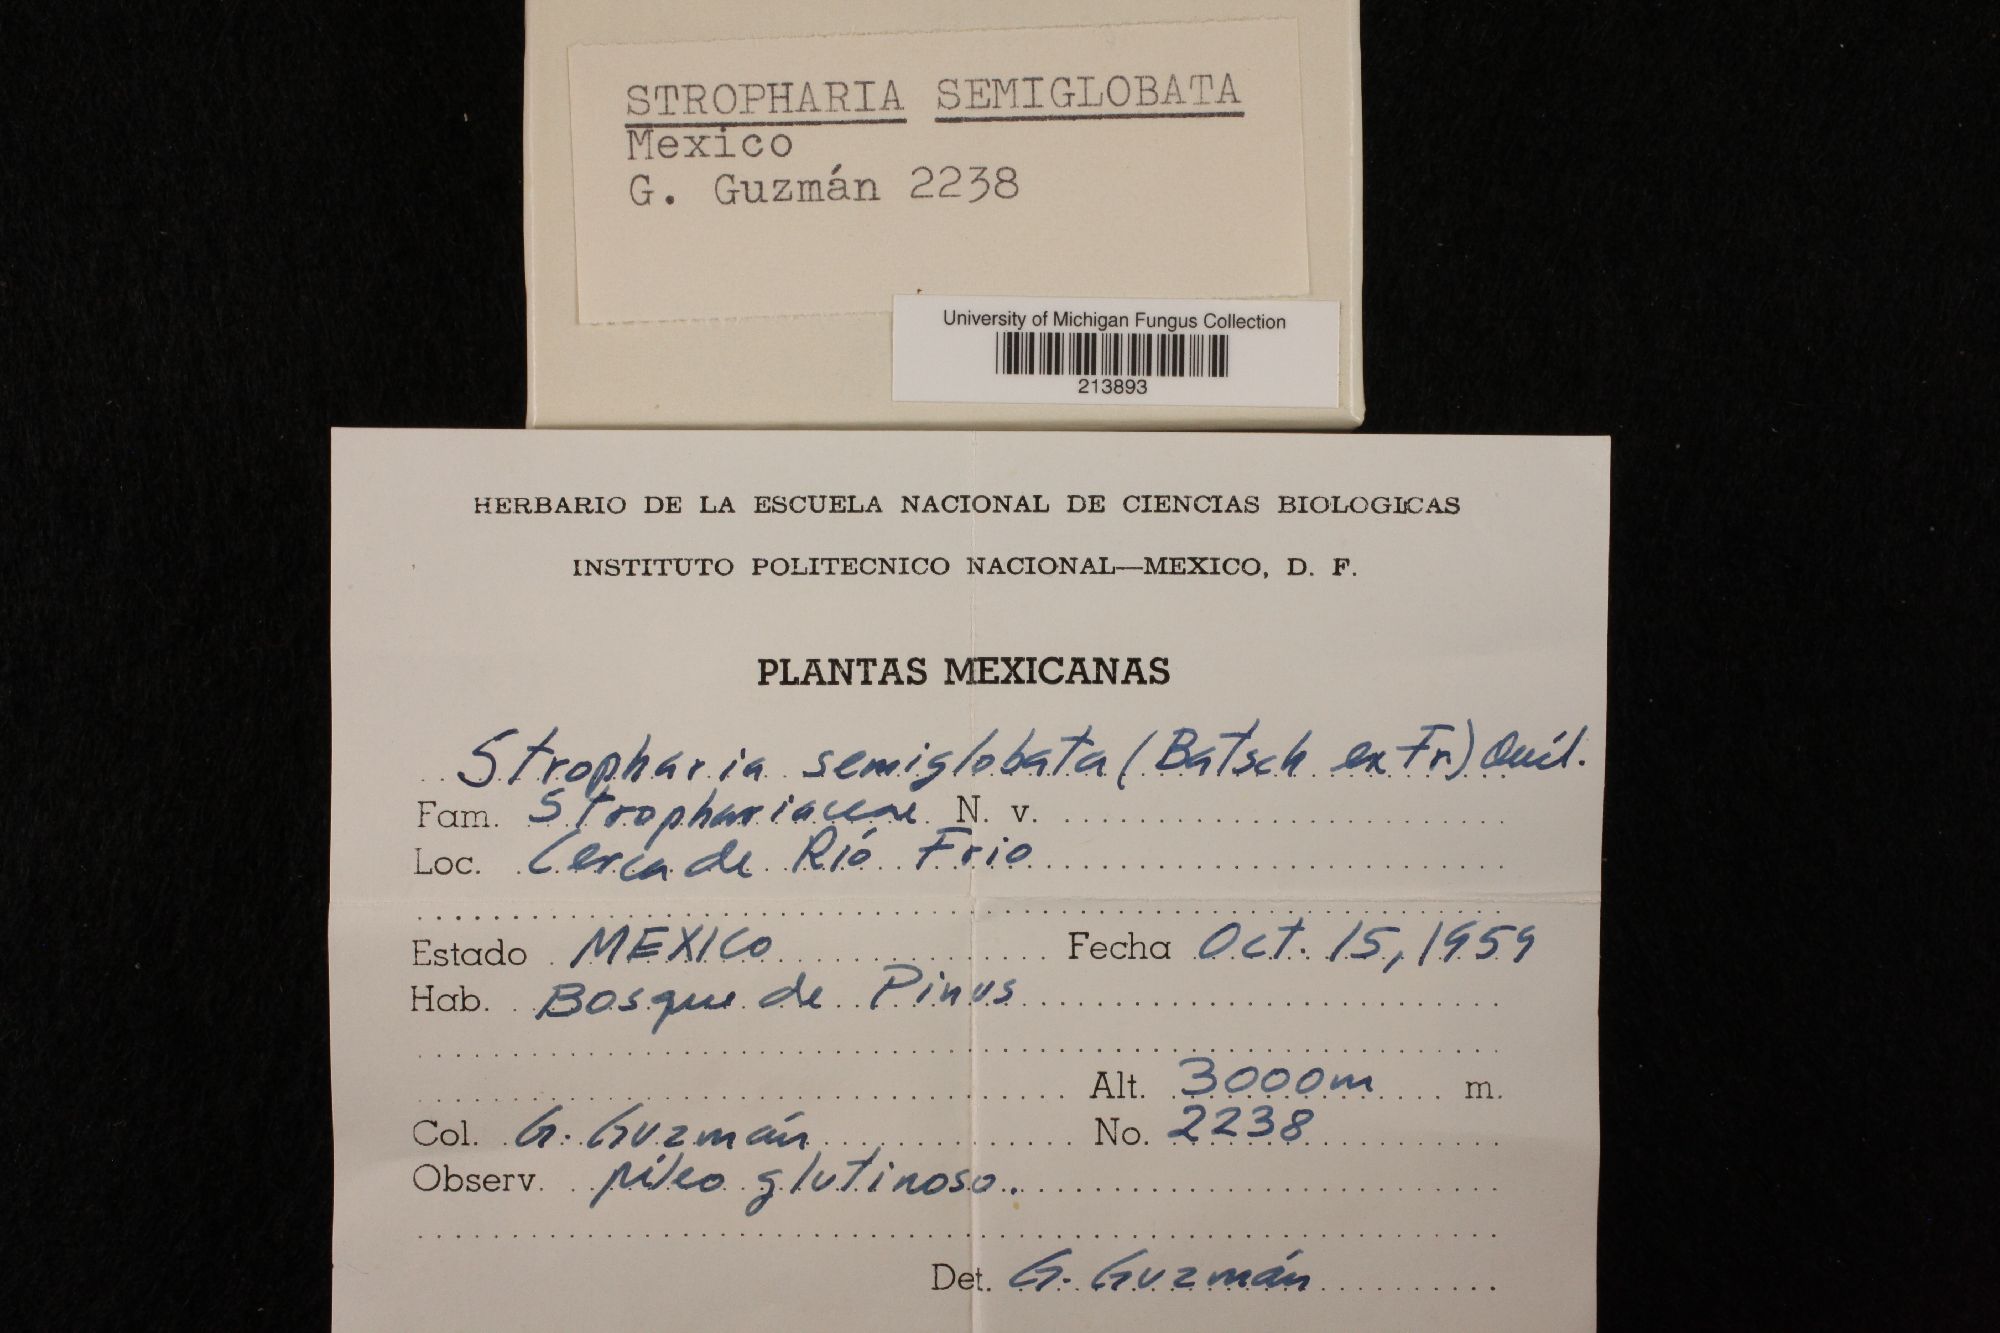 STROPHARIA SEMIGLOBATA
Mexico
G. Guzmán 2238
University of Michigan Fungus Collection
213893
HERBARIO DE LA ESCUELA NACIONAL DE CIENCIAS BIOLOGICAS
INSTITUTO POLITECNICO NACIONAL—MEXICO, D. F.
PLANTAS MEXICANAS
Stropharia semiglobata (Batsch ex Fr) Quél.
Fam. Strophariaceae N. v.
Loc. Cerca de Rió Frio
Estado MEXICO Fecha Oct. 15, 1959
Hab. Bosque de Pinus
Alt. 3000m m.
Col. G. Guzmán No. 2238
Observ. píleo glutinoso.
Det. G. Guzmán